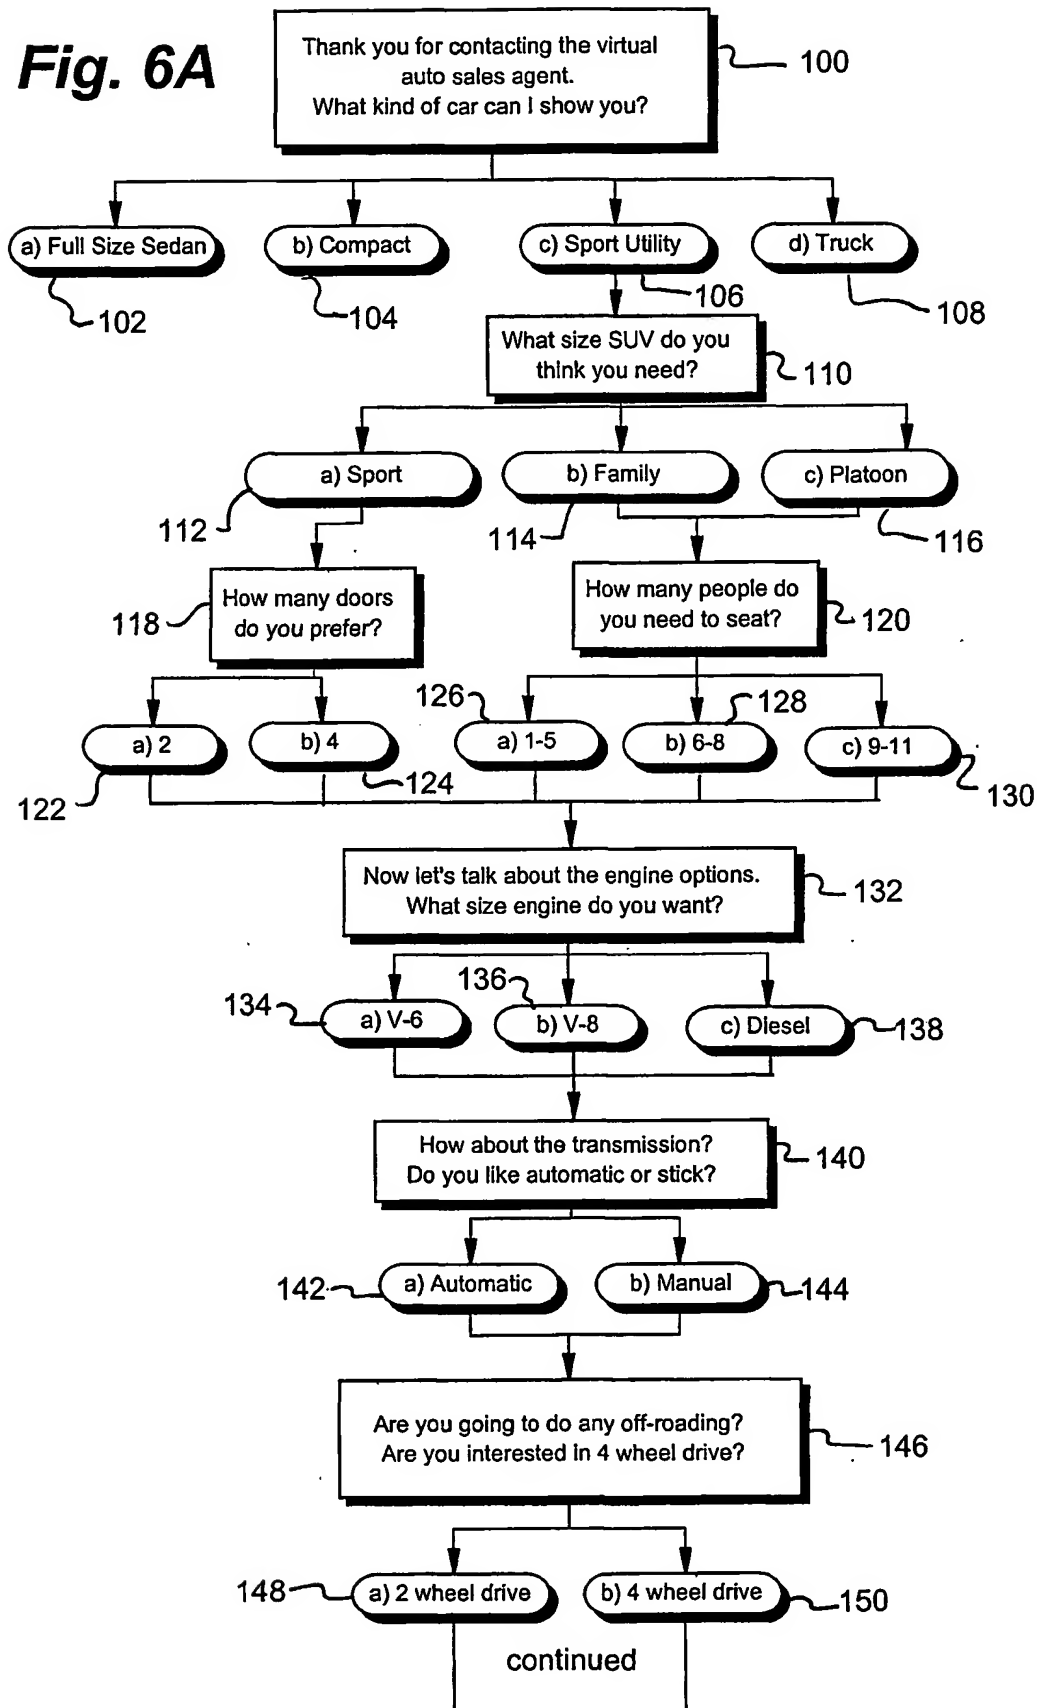 Fig. 6A
Thank you for contacting the virtual
auto sales agent.
What kind of car can I show you?
100
a) Full Size Sedan
b) Compact
c) Sport Utility
d) Truck
102
104
106
108
What size SUV do you
think you need?
110
a) Sport
b) Family
c) Platoon
112
114
116
How many doors
do you prefer?
118
How many people do
you need to seat?
120
126
128
a) 2
b) 4
a) 1-5
b) 6-8
c) 9-11
122
124
130
Now let's talk about the engine options.
What size engine do you want?
132
134
136
a) V-6
b) V-8
c) Diesel
138
How about the transmission?
Do you like automatic or stick?
140
142
a) Automatic
b) Manual
144
Are you going to do any off-roading?
Are you interested in 4 wheel drive?
146
148
a) 2 wheel drive
b) 4 wheel drive
150
continued